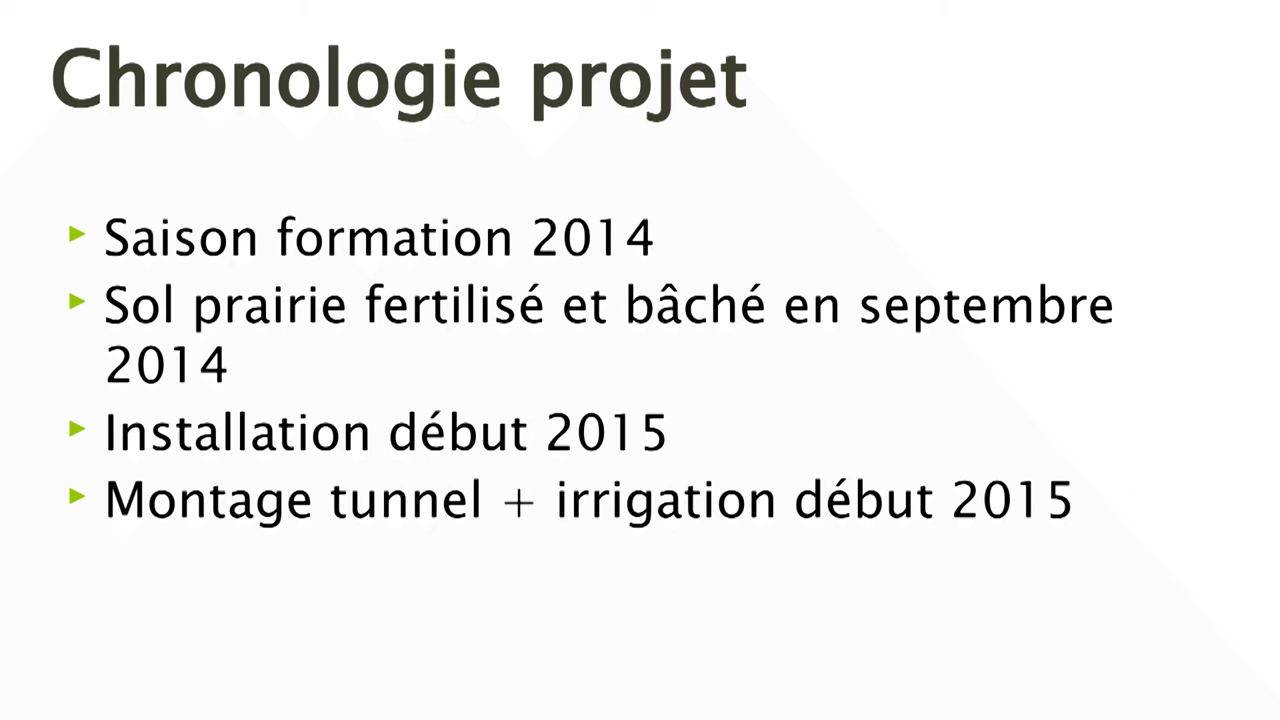 Chronologie projet
Saison formation 2014
Sol prairie fertilisé et bâché en septembre
2014
Installation début 2015
Montage tunnel + irrigation début 2015